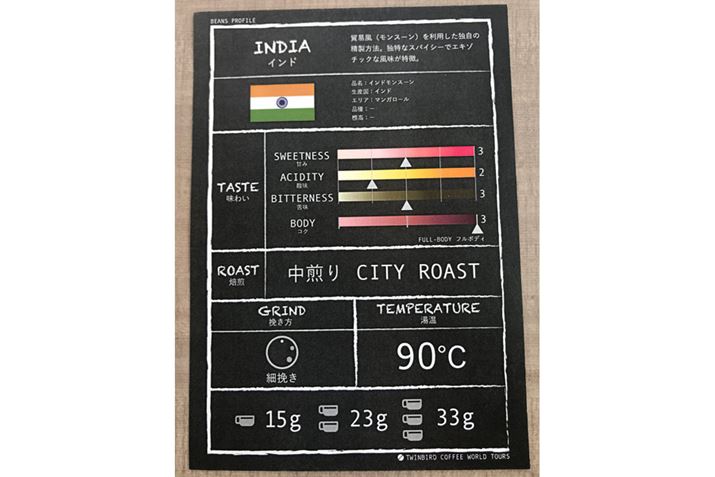 BEANS PROFILE
INDIA
インド
貿易風（モンスーン）を利用した独自の
精製方法。独特なスパイシーでエキゾ
チックな風味が特徴。
品名：インドモンスーン
生産国：インド
エリア：マンガロール
品種：ー
標高：ー
TASTE
味わい
SWEETNESS 3
甘み
ACIDITY 2
酸味
BITTERNESS 3
苦味
BODY 3
コク
FULL-BODY フルボディ
ROAST
焙煎
中煎り CITY ROAST
GRIND
挽き方
細挽き
TEMPERATURE
湯温
90℃
15g 23g 33g
TWINBIRD COFFEE WORLD TOURS